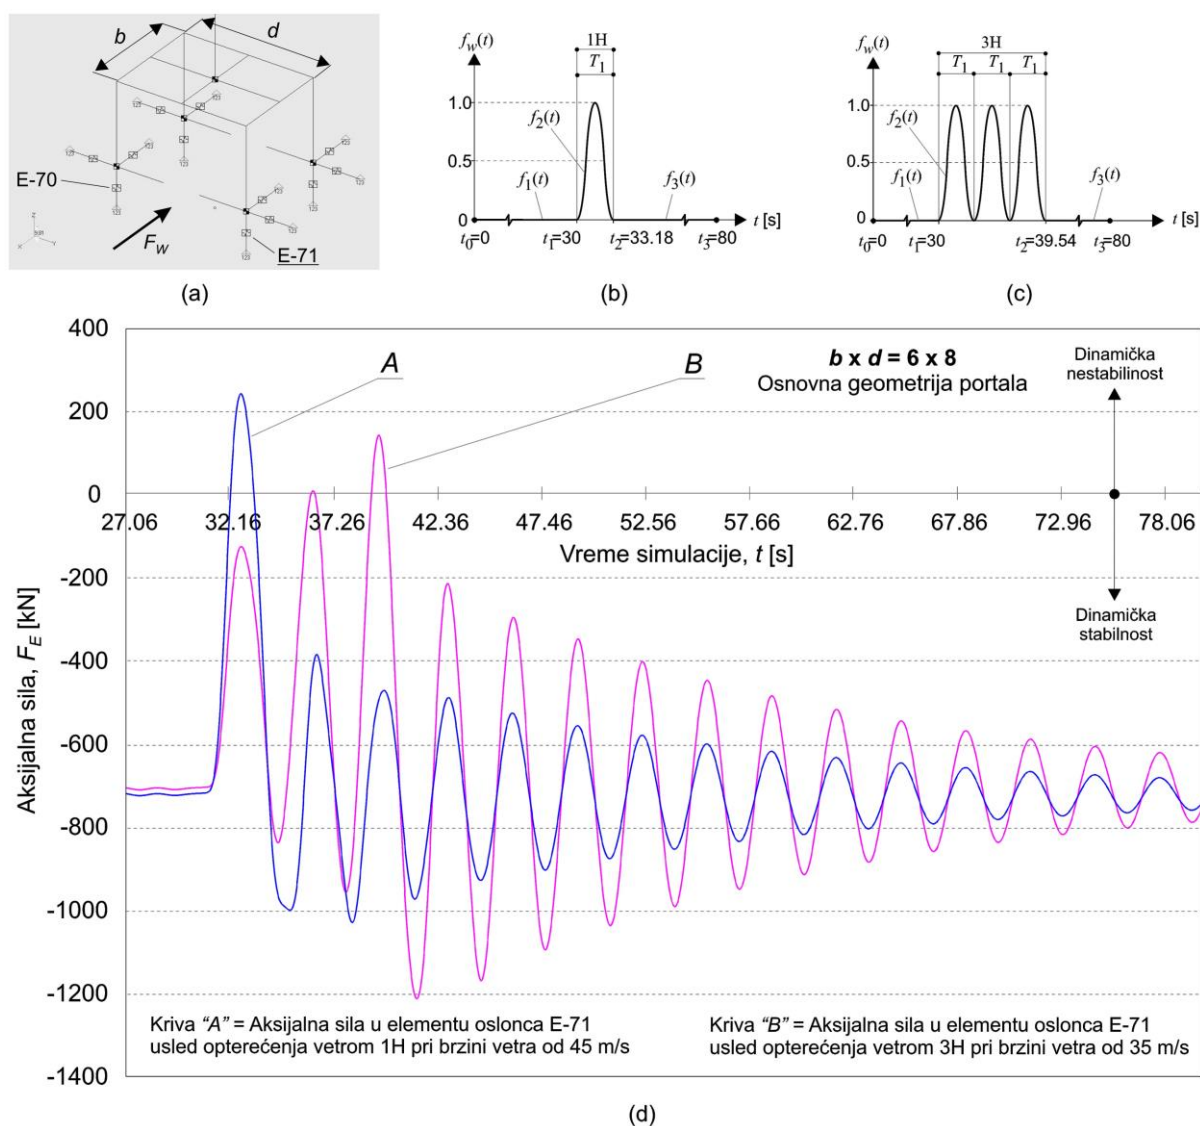 b
d
E-70
F_W
E-71
Z
X
Y
(a)
f_w(t)
1H
T_1
1.0
f_2(t)
0.5
f_1(t)
f_3(t)
0
t [s]
t_0=0
t_1=30
t_2=33.18
t_3=80
(b)
f_w(t)
3H
T_1 T_1 T_1
1.0
f_2(t)
0.5
f_1(t)
f_3(t)
0
t [s]
t_0=0
t_1=30
t_2=39.54
t_3=80
(c)
400
200
0
-200
-400
-600
-800
-1000
-1200
-1400
Aksijalna sila, F_E [kN]
A
B
b x d = 6 x 8
Osnovna geometrija portala
Dinamička
nestabilinost
27.06 32.16 37.26 42.36 47.46 52.56 57.66 62.76 67.86 72.96 78.06
Vreme simulacije, t [s]
Dinamička
stabilnost
Kriva “A” = Aksijalna sila u elementu oslonca E-71
usled opterećenja vetrom 1H pri brzini vetra od 45 m/s
Kriva “B” = Aksijalna sila u elementu oslonca E-71
usled opterećenja vetrom 3H pri brzini vetra od 35 m/s
(d)